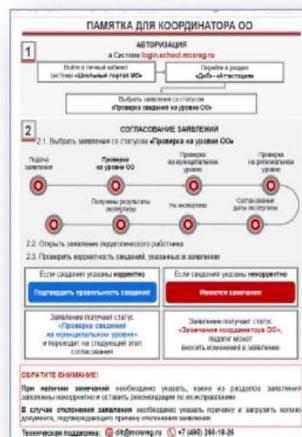 ПАМЯТКА ДЛЯ КООРДИНАТОРА ОО
1
АВТОРИЗАЦИЯ
в Системе login.school.mosreg.ru
Войти в личный кабинет
системы «Школьный портал МО»
Перейти в раздел
«ДиТ» - «Аттестация»
Выбрать заявления со статусом
«Проверка сведений на уровне ОО»
2
СОГЛАСОВАНИЕ ЗАЯВЛЕНИЙ
2.1. Выбрать заявления со статусом «Проверка на уровне ОО»
Подача
заявления
Проверка
на уровне ОО
Проверка
на муниципальном
уровне
Проверка
на региональном
уровне
Получены результаты
экспертизы
На экспертизе
Согласование
даты экспертизы
2.2. Открыть заявление педагогического работника
2.3. Проверить корректность сведений, указанных в заявлении
Если сведения указаны корректно
Если сведения указаны некорректно
Подтвердить правильность сведений
Имеются замечания
Заявление получает статус
«Проверка сведений
на муниципальном уровне»
и переходит на следующий этап
согласования
Заявление получает статус
«Замечания координатора ОО»,
педагог может
вносить изменения в заявление
ОБРАТИТЕ ВНИМАНИЕ!
При наличии замечаний необходимо указать, какие из разделов заявления
заполнены некорректно и оставить рекомендации по их исправлению
В случае отклонения заявления необходимо указать причину и загрузить копию
документа, подтверждающего причину отклонения заявления
Техническая поддержка: dit@mosreg.ru